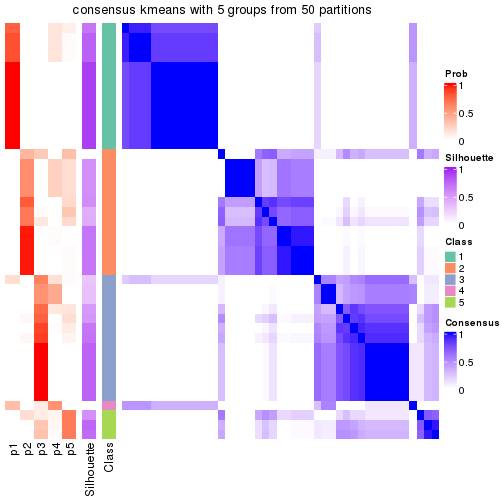 consensus kmeans with 5 groups from 50 partitions
Prob
1
0.5
0
Silhouette
1
0.5
0
Class
1
2
3
4
5
Consensus
1
0.5
0
p1
p2
p3
p4
p5
Silhouette
Class